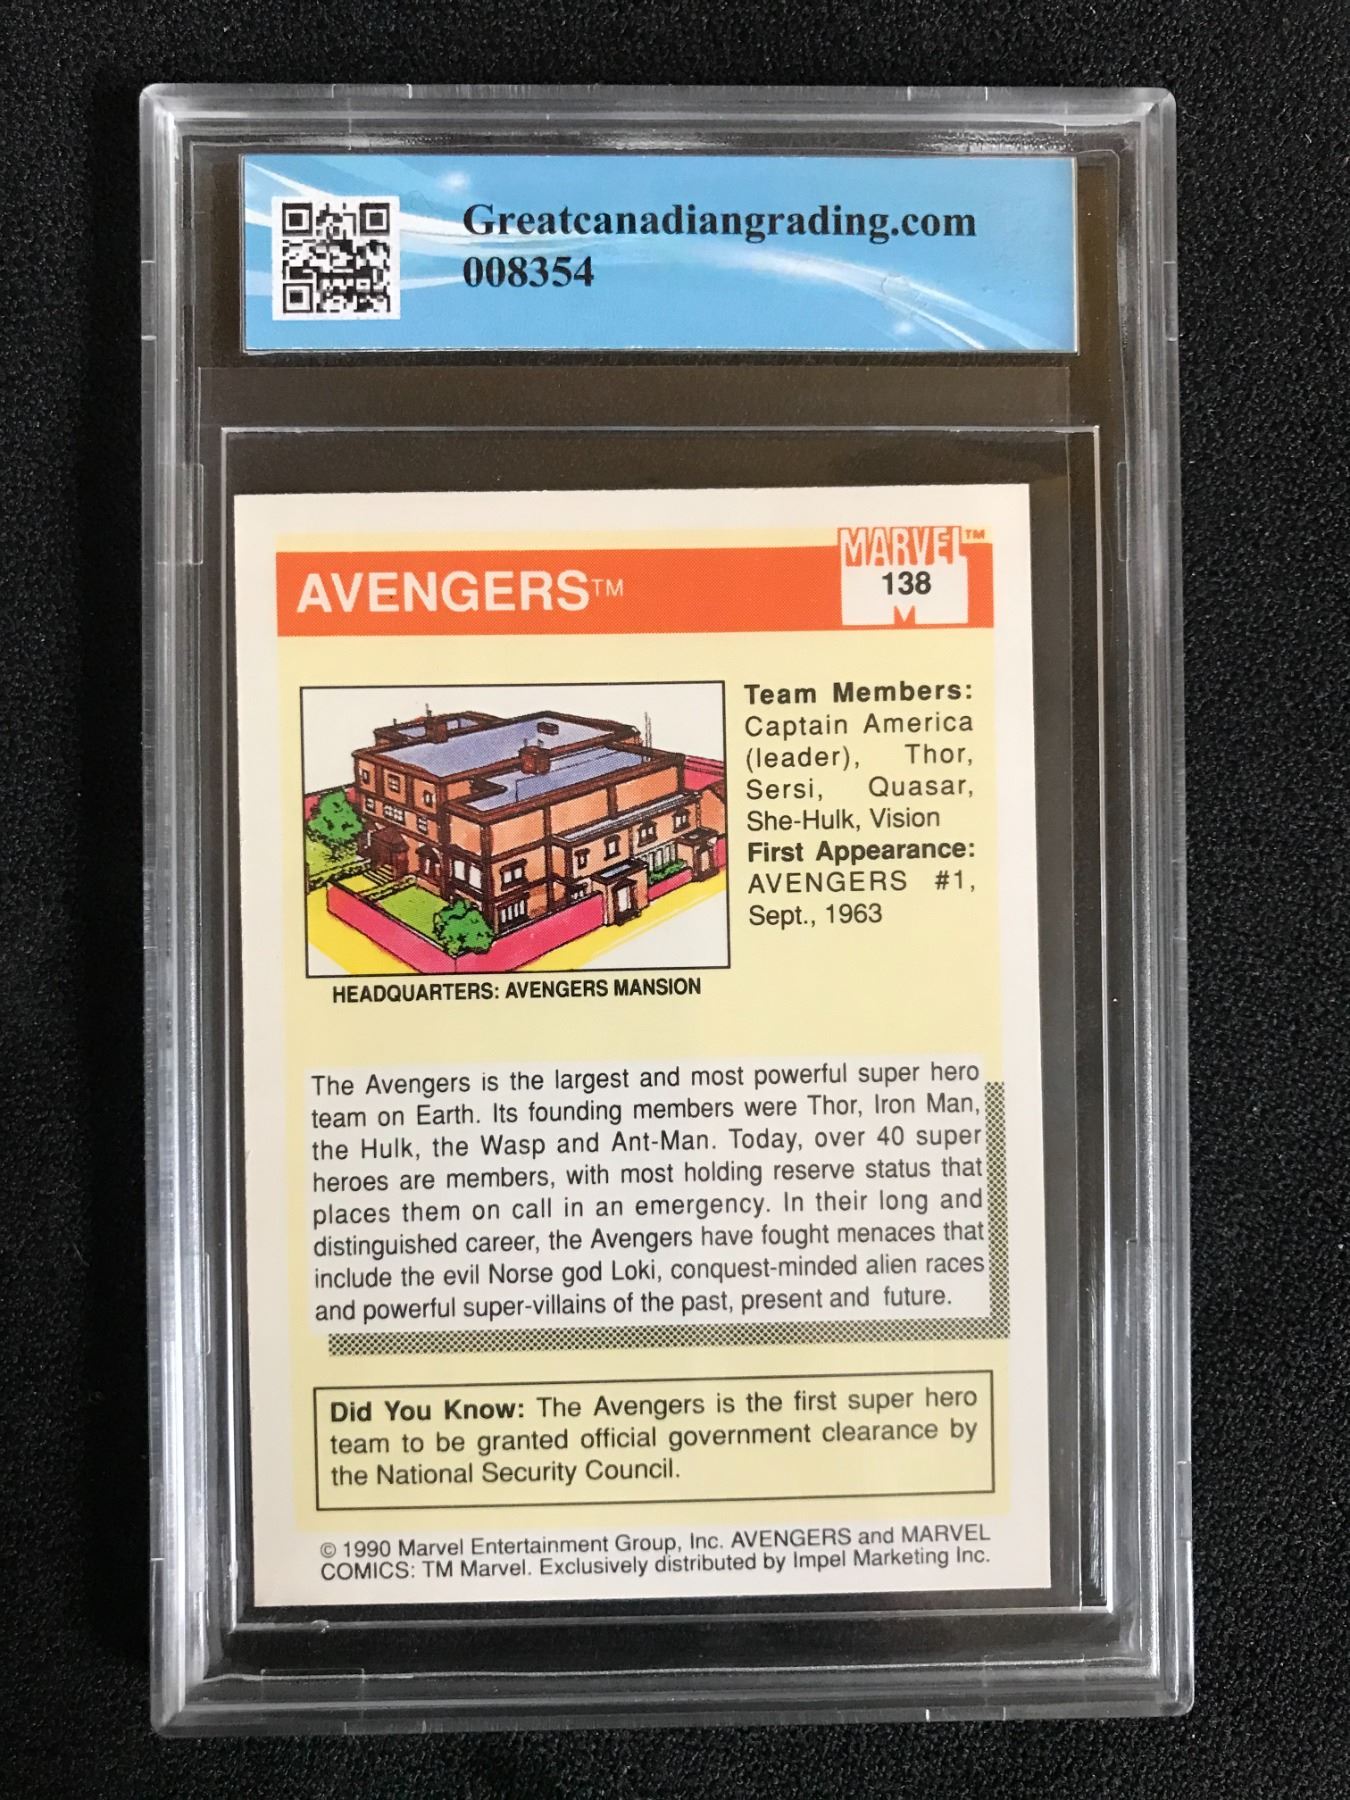 Greatcanadiangrading.com
008354
MARVEL™
AVENGERS™
138
Team Members:
Captain America
(leader), Thor,
Sersi, Quasar,
She-Hulk, Vision
First Appearance:
AVENGERS #1,
Sept., 1963
HEADQUARTERS: AVENGERS MANSION
The Avengers is the largest and most powerful super hero
team on Earth. Its founding members were Thor, Iron Man,
the Hulk, the Wasp and Ant-Man. Today, over 40 super
heroes are members, with most holding reserve status that
places them on call in an emergency. In their long and
distinguished career, the Avengers have fought menaces that
include the evil Norse god Loki, conquest-minded alien races
and powerful super-villains of the past, present and future.
Did You Know: The Avengers is the first super hero
team to be granted official government clearance by
the National Security Council.
© 1990 Marvel Entertainment Group, Inc. AVENGERS and MARVEL
COMICS: TM Marvel. Exclusively distributed by Impel Marketing Inc.